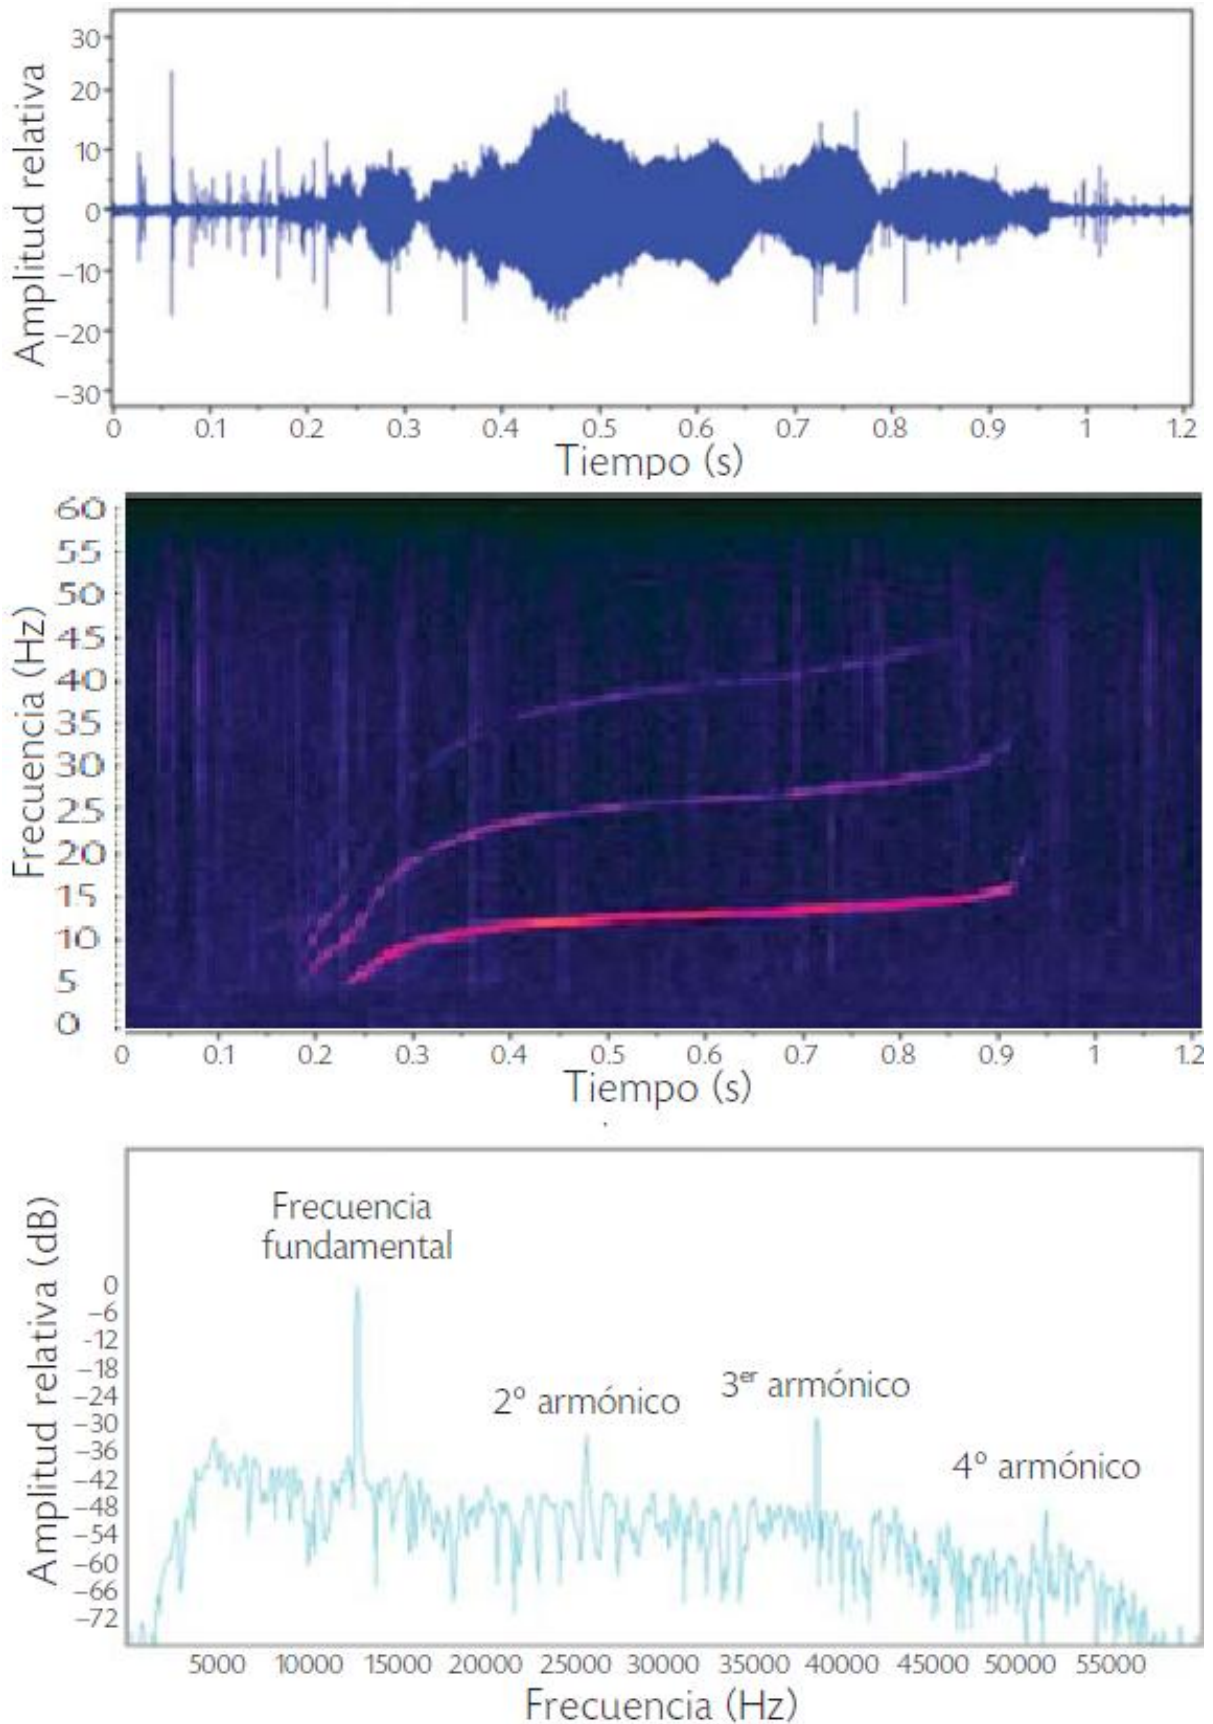 Amplitud relativa
30
20
10
0
−10
−20
−30
0 0.1 0.2 0.3 0.4 0.5 0.6 0.7 0.8 0.9 1 1.2
Tiempo (s)
Frecuencia (Hz)
60
55
50
45
40
35
30
25
20
15
10
5
0
0 0.1 0.2 0.3 0.4 0.5 0.6 0.7 0.8 0.9 1 1.2
Tiempo (s)
Amplitud relativa (dB)
Frecuencia
fundamental
2º armónico
3er armónico
4º armónico
0
−6
-12
−18
−24
−30
−36
−42
−48
−54
−60
−66
−72
5000 10000 15000 20000 25000 30000 35000 40000 45000 50000 55000
Frecuencia (Hz)